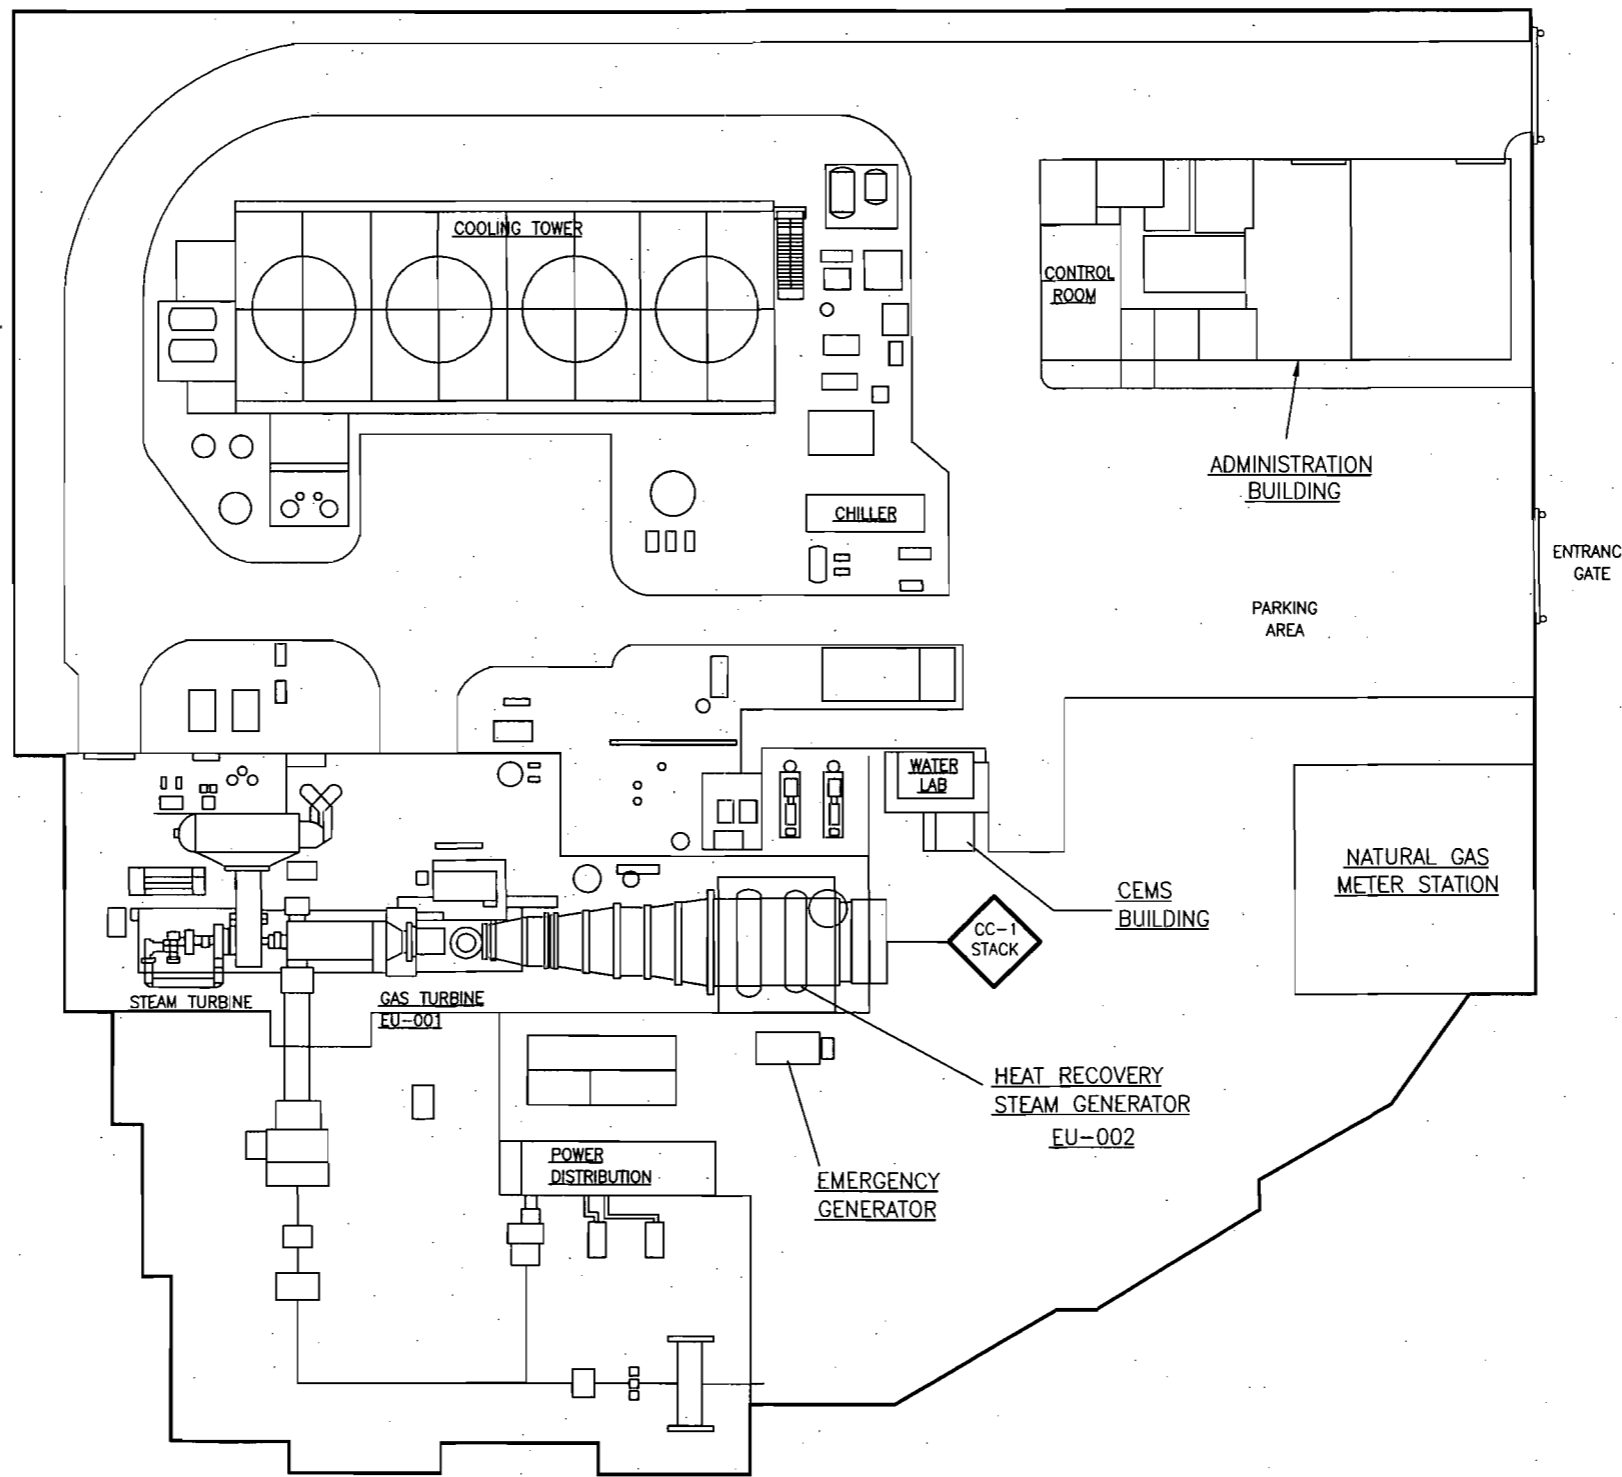 COOLING TOWER
CONTROL
ROOM
ADMINISTRATION
BUILDING
CHILLER
ENTRANC
GATE
PARKING
AREA
WATER
LAB
NATURAL GAS
METER STATION
CEMS
BUILDING
CC-1
STACK
STEAM TURBINE
GAS TURBINE
EU-001
HEAT RECOVERY
STEAM GENERATOR
EU-002
POWER
DISTRIBUTION
EMERGENCY
GENERATOR